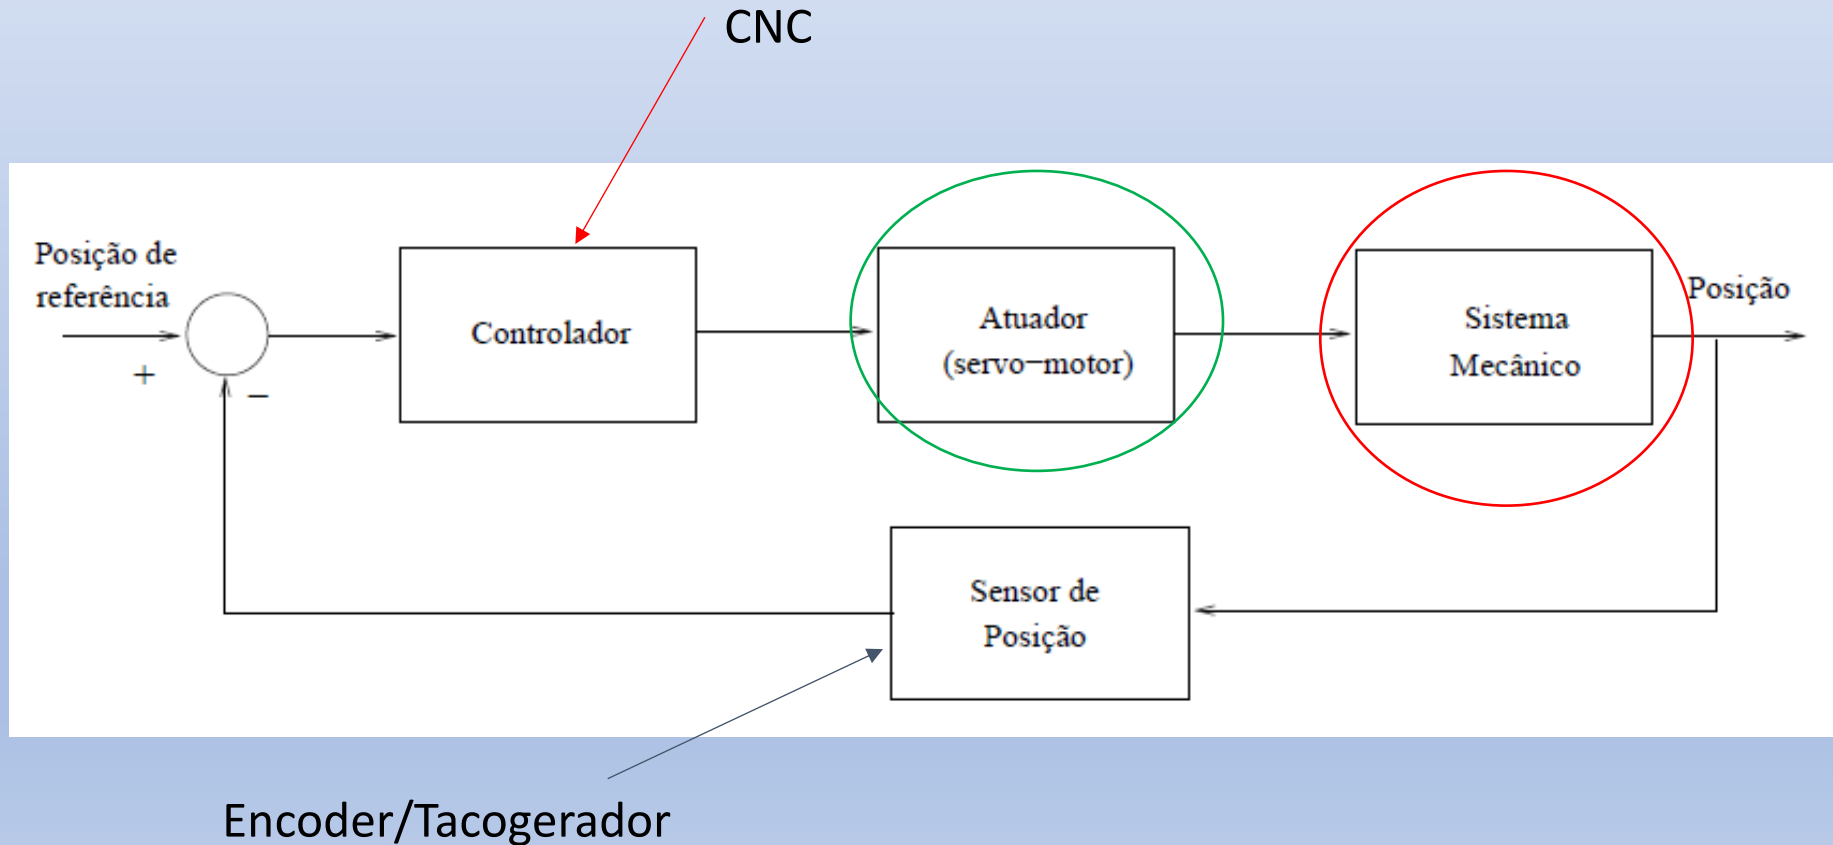 CNC
Posição de
referência
+
−
Controlador
Atuador
(servo−motor)
Sistema
Mecânico
Posição
Sensor de
Posição
Encoder/Tacogerador